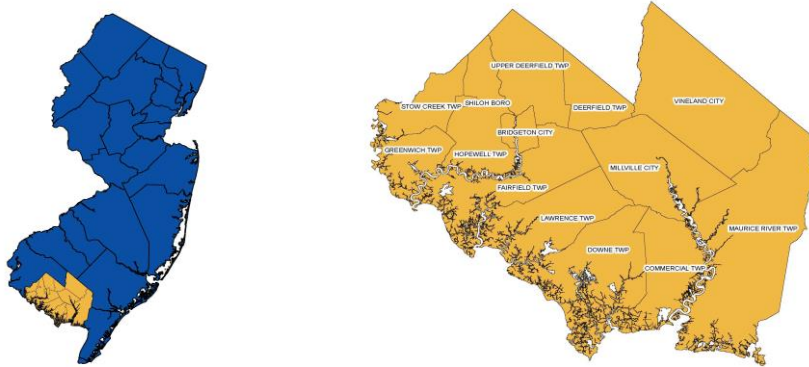 UPPER DEERFIELD TWP
VINELAND CITY
STOW CREEK TWP
SHILOH BORO
DEERFIELD TWP
BRIDGETON CITY
GREENWICH TWP
HOPEWELL TWP
MILLVILLE CITY
FAIRFIELD TWP
LAWRENCE TWP
MAURICE RIVER TWP
DOWNE TWP
COMMERCIAL TWP